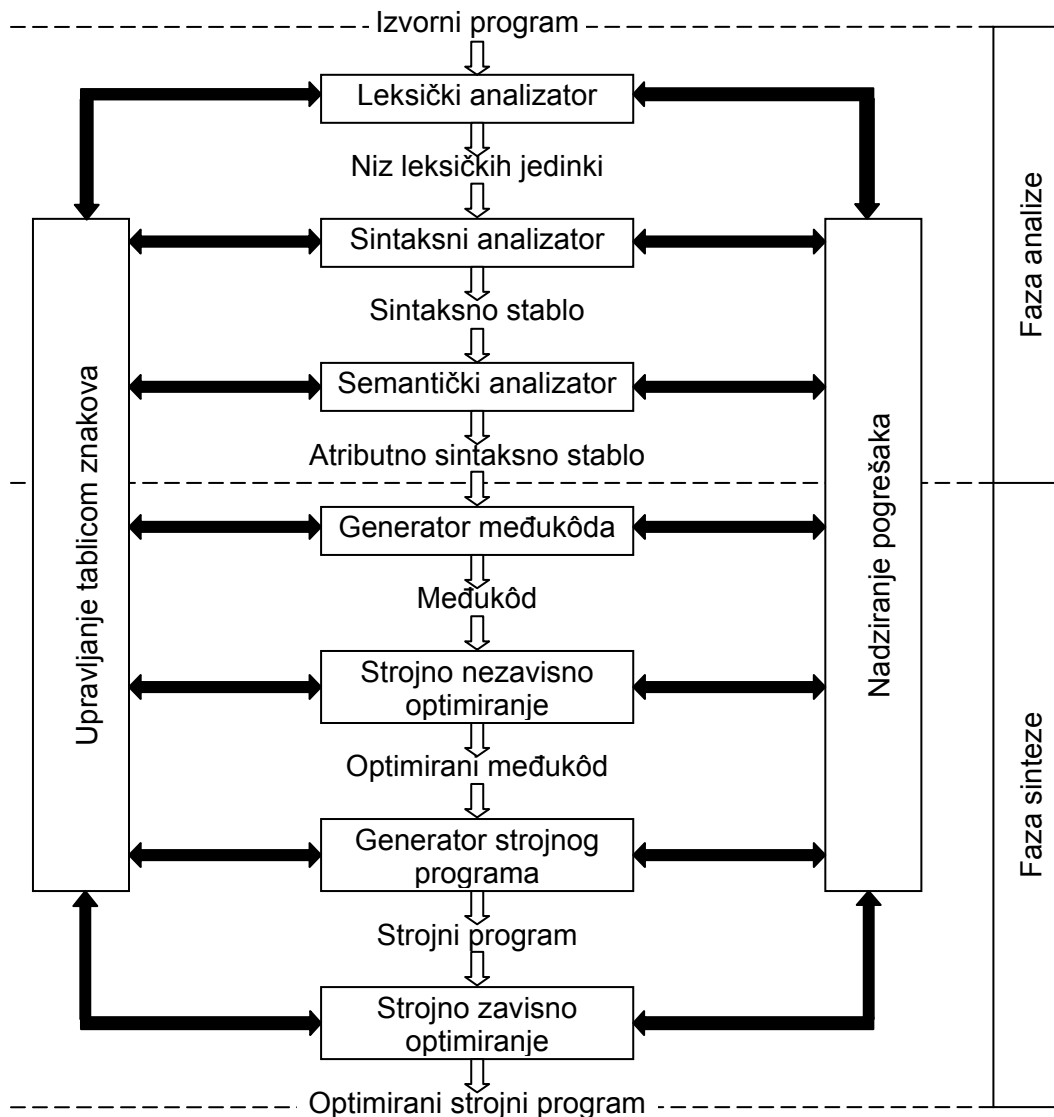 Izvorni program
Leksički analizator
Niz leksičkih jedinki
Sintaksni analizator
Sintaksno stablo
Semantički analizator
Atributno sintaksno stablo
Generator međukôda
Međukôd
Strojno nezavisno
optimiranje
Optimirani međukôd
Generator strojnog
programa
Strojni program
Strojno zavisno
optimiranje
Optimirani strojni program
Upravljanje tablicom znakova
Nadziranje pogrešaka
Faza analize
Faza sinteze